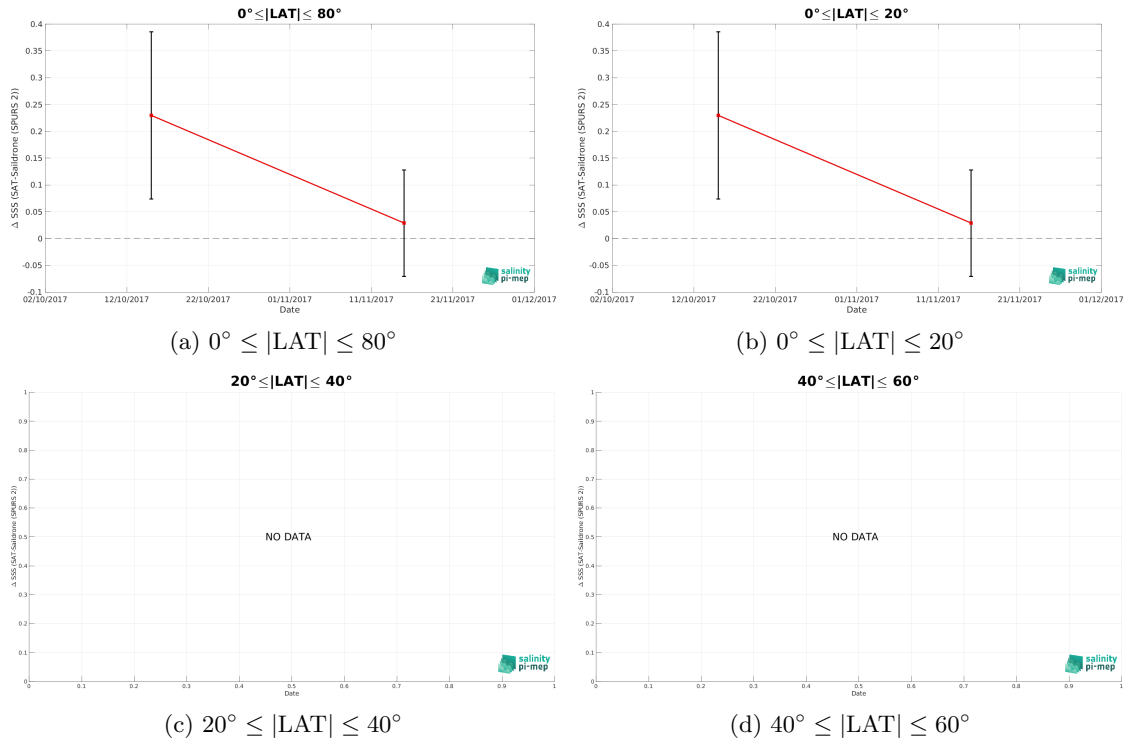 0°≤|LAT|≤ 80°
Δ SSS (SAT-Saildrone (SPURS 2))
0.4
0.35
0.3
0.25
0.2
0.15
0.1
0.05
0
-0.05
-0.1
02/10/2017 12/10/2017 22/10/2017 01/11/2017 11/11/2017 21/11/2017 01/12/2017
Date
salinity
pi-mep
(a) 0° ≤ |LAT| ≤ 80°
0°≤|LAT|≤ 20°
Δ SSS (SAT-Saildrone (SPURS 2))
0.4
0.35
0.3
0.25
0.2
0.15
0.1
0.05
0
-0.05
-0.1
02/10/2017 12/10/2017 22/10/2017 01/11/2017 11/11/2017 21/11/2017 01/12/2017
Date
salinity
pi-mep
(b) 0° ≤ |LAT| ≤ 20°
20°≤|LAT|≤ 40°
Δ SSS (SAT-Saildrone (SPURS 2))
1
0.9
0.8
0.7
0.6
0.5
0.4
0.3
0.2
0.1
0
NO DATA
0 0.1 0.2 0.3 0.4 0.5 0.6 0.7 0.8 0.9 1
Date
salinity
pi-mep
(c) 20° ≤ |LAT| ≤ 40°
40°≤|LAT|≤ 60°
Δ SSS (SAT-Saildrone (SPURS 2))
1
0.9
0.8
0.7
0.6
0.5
0.4
0.3
0.2
0.1
0
NO DATA
0 0.1 0.2 0.3 0.4 0.5 0.6 0.7 0.8 0.9 1
Date
salinity
pi-mep
(d) 40° ≤ |LAT| ≤ 60°